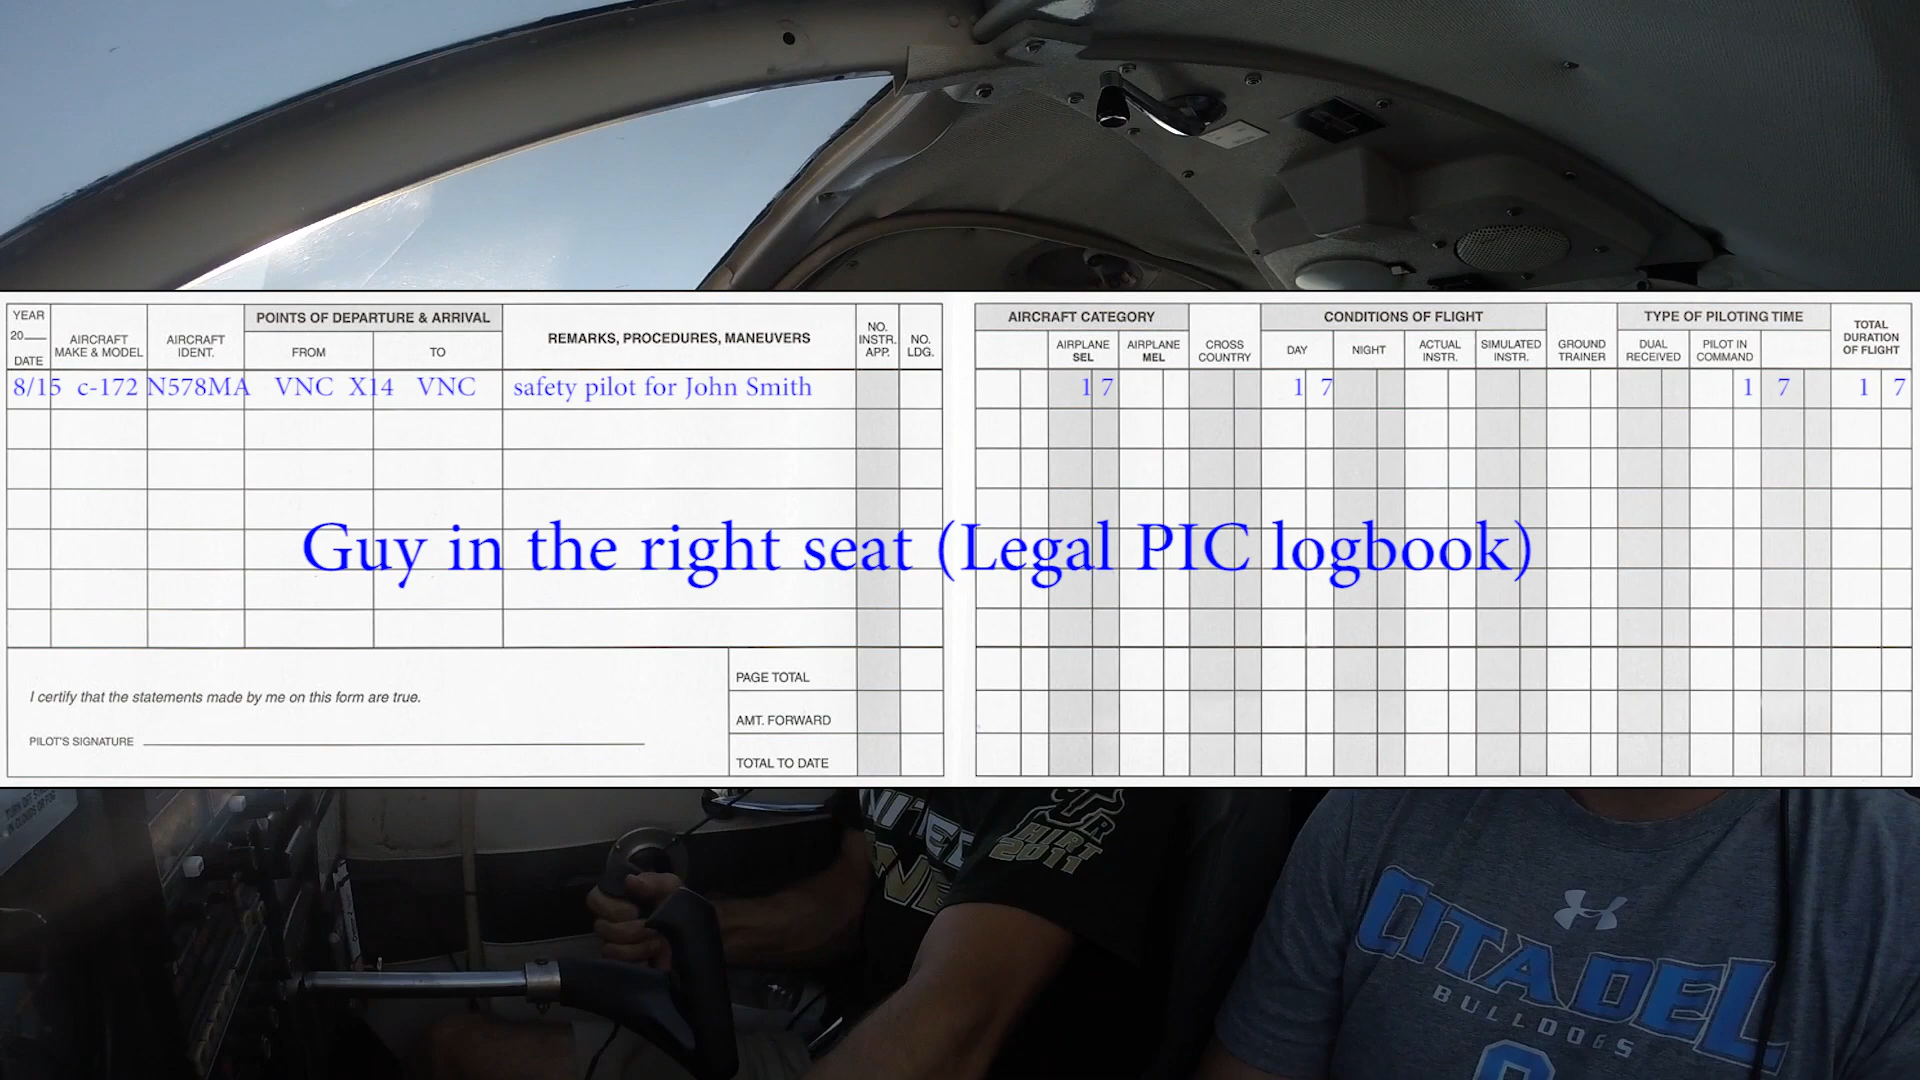 YEAR
20
DATE
AIRCRAFT
MAKE & MODEL
AIRCRAFT
IDENT.
POINTS OF DEPARTURE & ARRIVAL
FROM
TO
REMARKS, PROCEDURES, MANEUVERS
NO.
INSTR.
APP.
NO.
LDG.
AIRCRAFT CATEGORY
AIRPLANE
SEL
AIRPLANE
MEL
CROSS
COUNTRY
CONDITIONS OF FLIGHT
DAY
NIGHT
ACTUAL
INSTR.
SIMULATED
INSTR.
GROUND
TRAINER
TYPE OF PILOTING TIME
DUAL
RECEIVED
PILOT IN
COMMAND
TOTAL
DURATION
OF FLIGHT
8/15 c-172 N578MA VNC X14 VNC safety pilot for John Smith 1 7 1 7 1 7 1 7
Guy in the right seat (Legal PIC logbook)
I certify that the statements made by me on this form are true.
PILOT'S SIGNATURE
PAGE TOTAL
AMT. FORWARD
TOTAL TO DATE
HIRT
2011
CITADEL
BULLDOGS